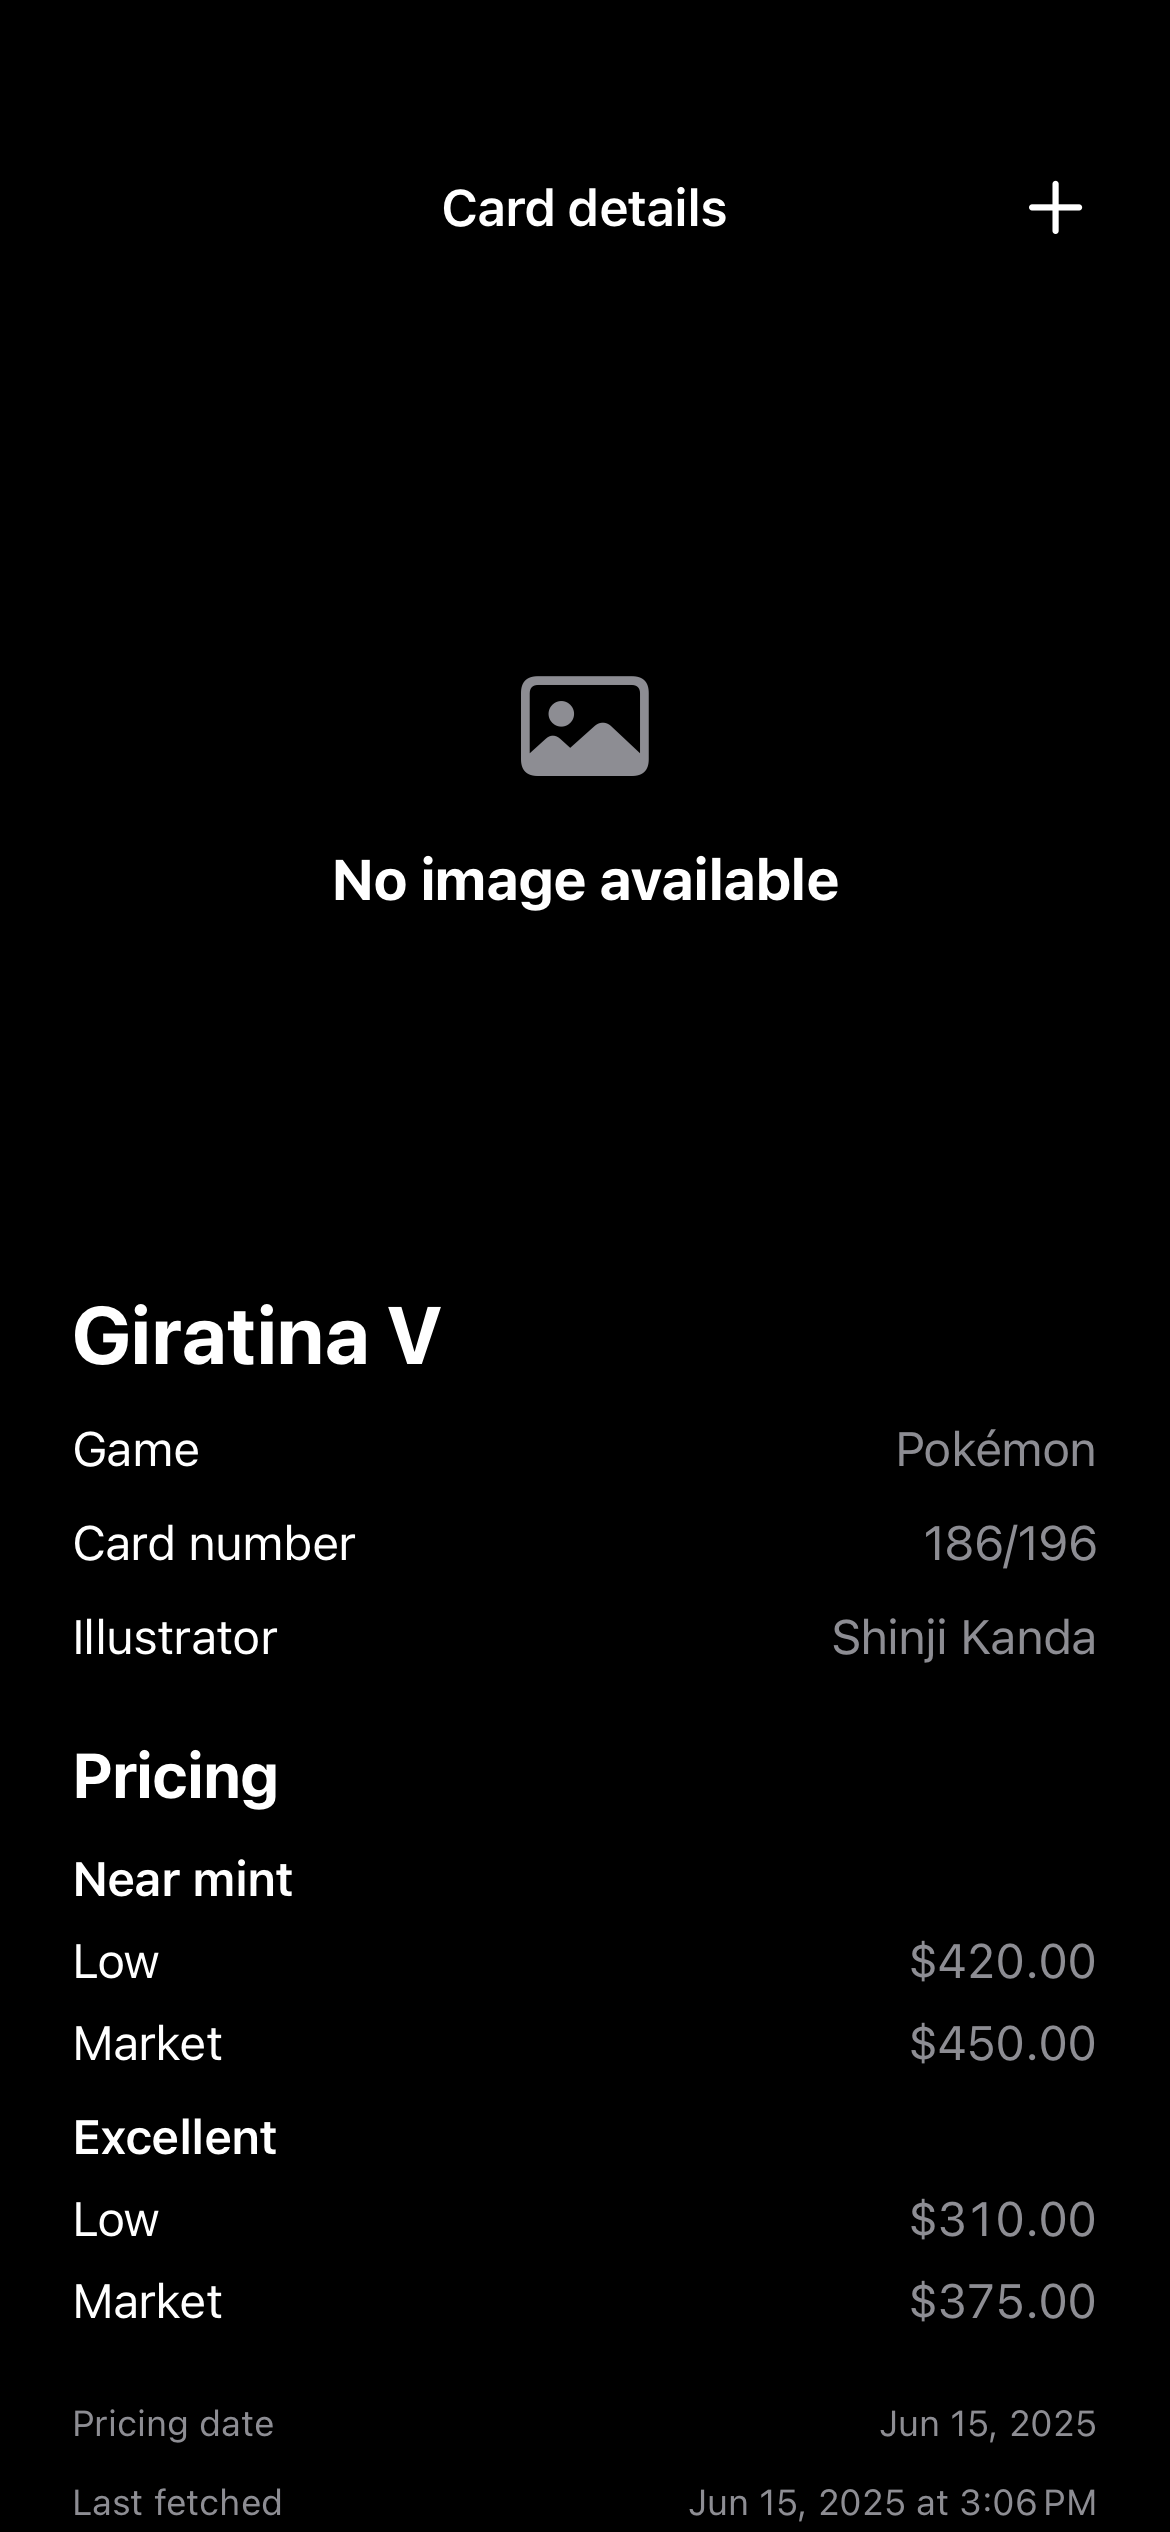 Card details
No image available
Giratina V
Game Pokémon
Card number 186/196
Illustrator Shinji Kanda
Pricing
Near mint
Low $420.00
Market $450.00
Excellent
Low $310.00
Market $375.00
Pricing date Jun 15, 2025
Last fetched Jun 15, 2025 at 3:06 PM